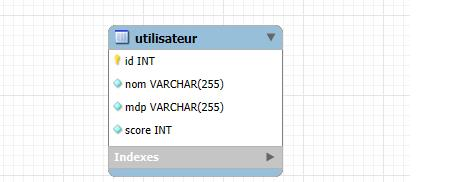 utilisateur
id INT
nom VARCHAR(255)
mdp VARCHAR(255)
score INT
Indexes